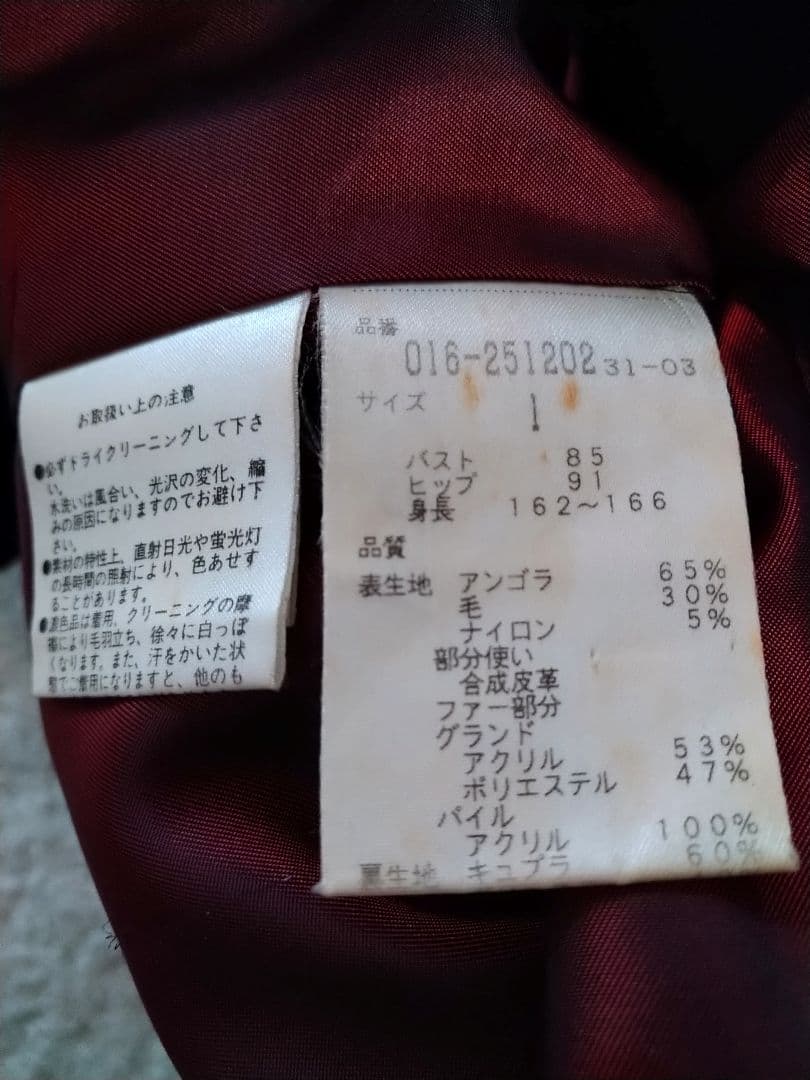 お取扱い上の注意
●必ずドライクリーニングして下さ
い。
水洗いは風合い、光沢の変化、縮
みの原因になりますのでお避け下
さい。
●素材の特性上、直射日光や蛍光灯
の長時間の照射により、色あせす
ることがあります。
●濃色品は着用、クリーニングの摩
擦により毛羽立ち、徐々に白っぽ
くなります。また、汗をかいた状
態でご着用になりますと、他のも
品番
016-251202 31-03
サイズ 1
バスト 85
ヒップ 91
身長 162～166
品質
表生地 アンゴラ 65%
毛 30%
ナイロン 5%
部分使い
合成皮革
ファー部分
グランド
アクリル 53%
ポリエステル 47%
パイル
アクリル 100%
裏生地 キュプラ 60%